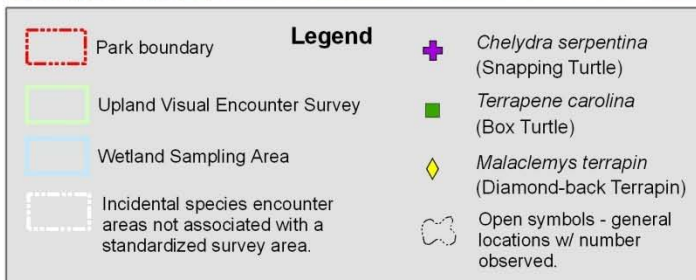 Legend
Park boundary
Upland Visual Encounter Survey
Wetland Sampling Area
Incidental species encounter
areas not associated with a
standardized survey area.
Chelydra serpentina
(Snapping Turtle)
Terrapene carolina
(Box Turtle)
Malaclemys terrapin
(Diamond-back Terrapin)
Open symbols - general
locations w/ number
observed.